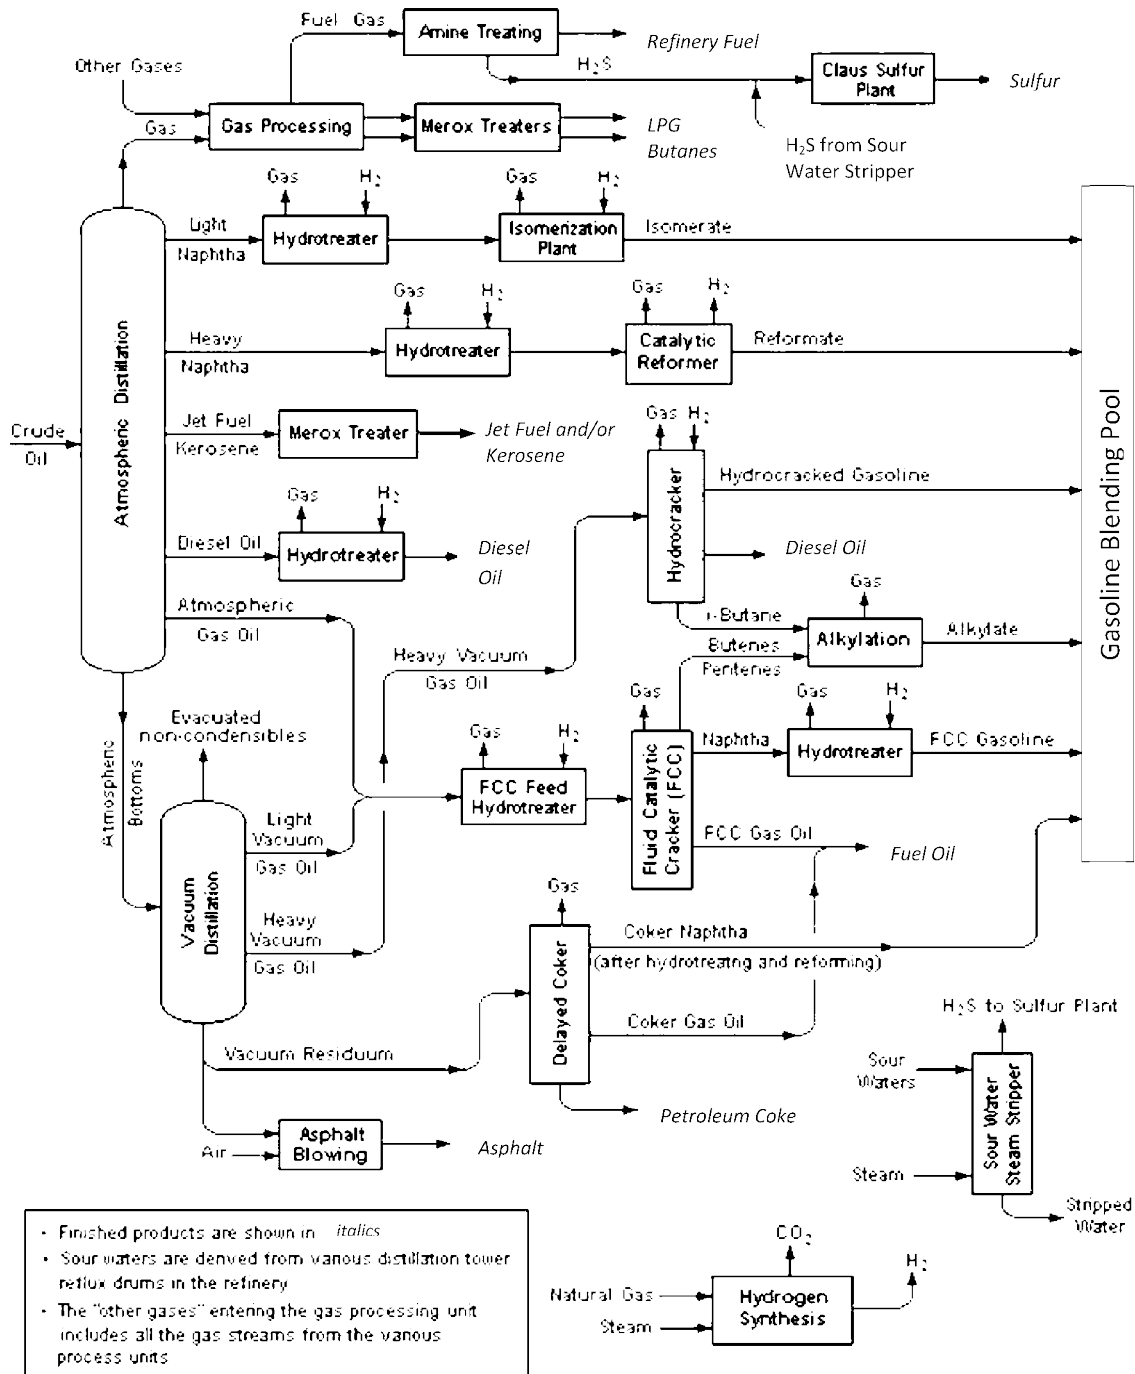 Fuel Gas
Amine Treating
Refinery Fuel
H₂S
Other Gases
Claus Sulfur
Plant
Sulfur
Gas
Gas Processing
Merox Treaters
LPG
Butanes
H₂S from Sour
Water Stripper
Gas
H₂
Gas
H₂
Light
Naphtha
Hydrotreater
Isomerization
Plant
Isomerate
Gas
H₂
Gas
H₂
Heavy
Naphtha
Hydrotreater
Catalytic
Reformer
Reformate
Crude
Oil
Atmospheric Distillation
Jet Fuel
Kerosene
Merox Treater
Jet Fuel and/or
Kerosene
Gas
H₂
Hydrocracker
Hydrocracked Gasoline
Diesel Oil
Gasoline Blending Pool
Gas
H₂
Diesel Oil
Hydrotreater
Diesel
Oil
Atmospheric
Gas Oil
i-Butane
Butenes
Pentenes
Gas
Alkylation
Alkylate
Heavy Vacuum
Gas Oil
Atmospheric
Bottoms
Evacuated
non-condensibles
Gas
H₂
FCC Feed
Hydrotreater
Gas
Fluid Catalytic
Cracker (FCC)
Naphtha
Gas
H₂
Hydrotreater
FCC Gasoline
FCC Gas Oil
Fuel Oil
Vacuum
Distillation
Light
Vacuum
Gas Oil
Heavy
Vacuum
Gas Oil
Gas
Delayed Coker
Coker Naphtha
(after hydrotreatng and reforming)
Coker Gas Oil
Petroleum Coke
Vacuum Residuum
Air
Asphalt
Blowing
Asphalt
H₂S to Sulfur Plant
Sour
Waters
Sour Water
Steam Stripper
Steam
Stripped
Water
• Finished products are shown in italics
• Sour waters are derived from various distillation tower
reflux drums in the refinery
• The "other gases" entering the gas processing unit
includes all the gas streams from the various
process units
CO₂
H₂
Natural Gas
Steam
Hydrogen
Synthesis